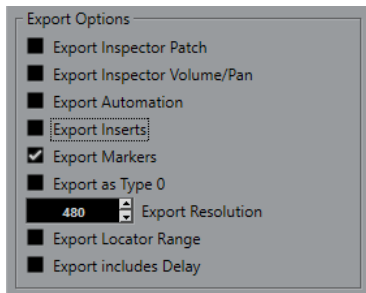 Export Options
Export Inspector Patch
Export Inspector Volume/Pan
Export Automation
Export Inserts
Export Markers
Export as Type 0
480 Export Resolution
Export Locator Range
Export includes Delay